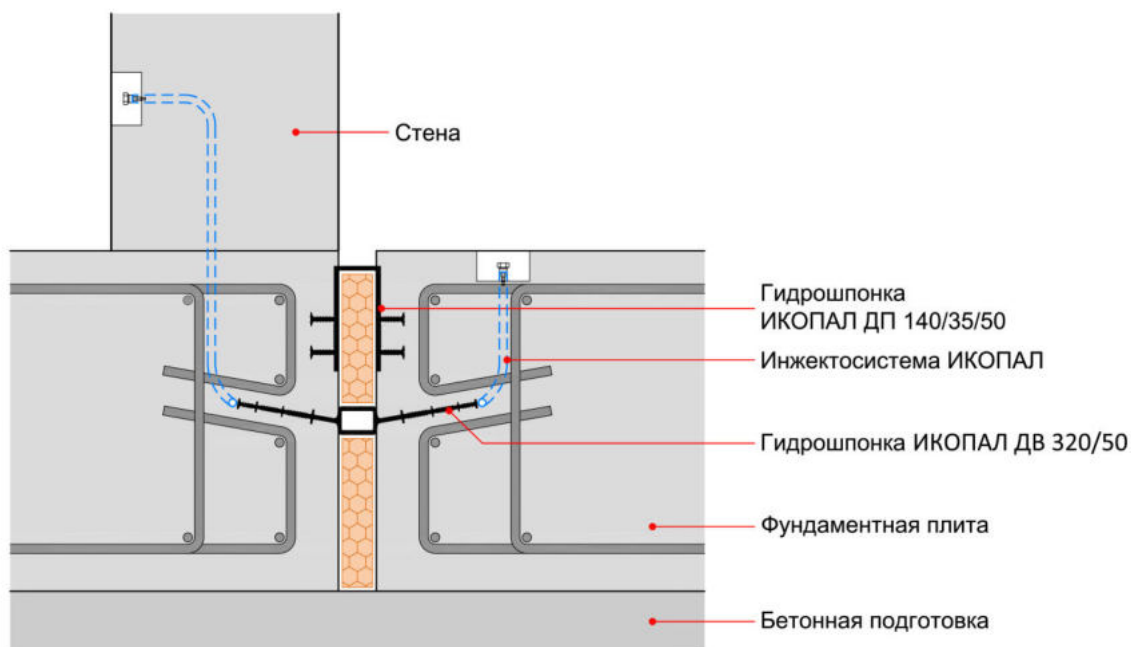 Стена
Гидрошпонка
ИКОПАЛ ДП 140/35/50
Инжектосистема ИКОПАЛ
Гидрошпонка ИКОПАЛ ДВ 320/50
Фундаментная плита
Бетонная подготовка